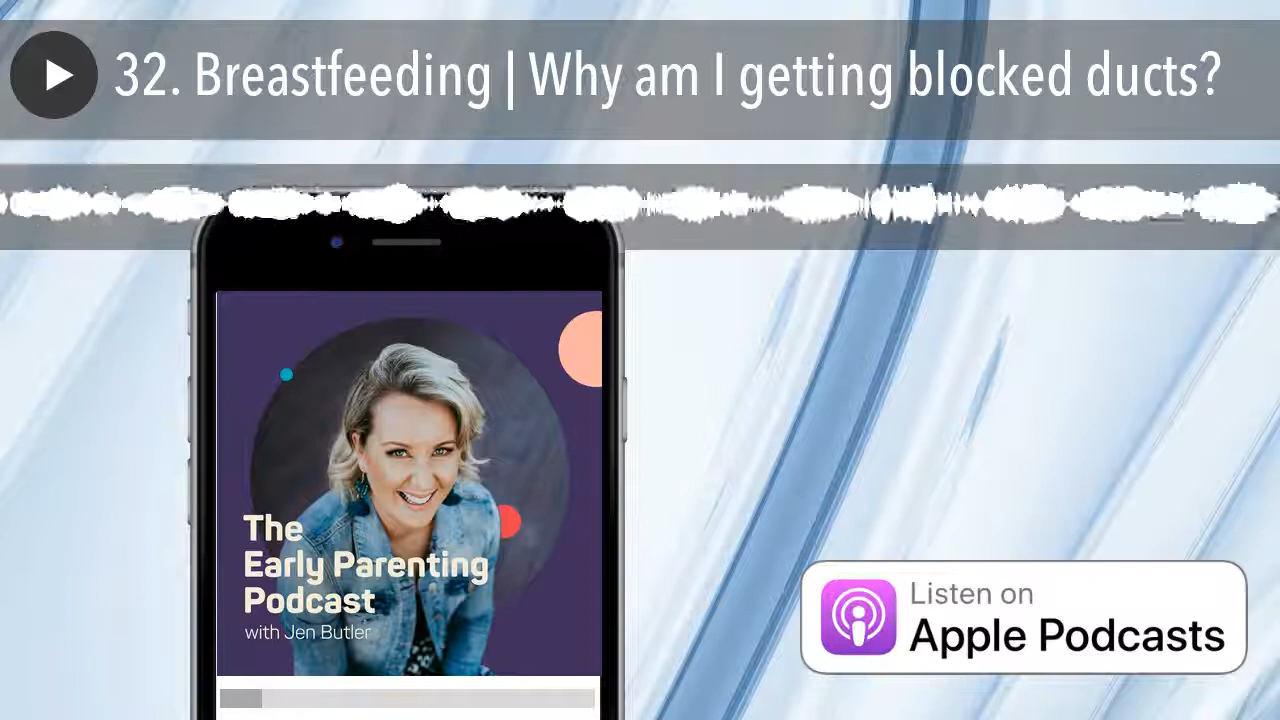 32. Breastfeeding | Why am I getting blocked ducts?
The
Early Parenting
Podcast
with Jen Butler
Listen on
Apple Podcasts